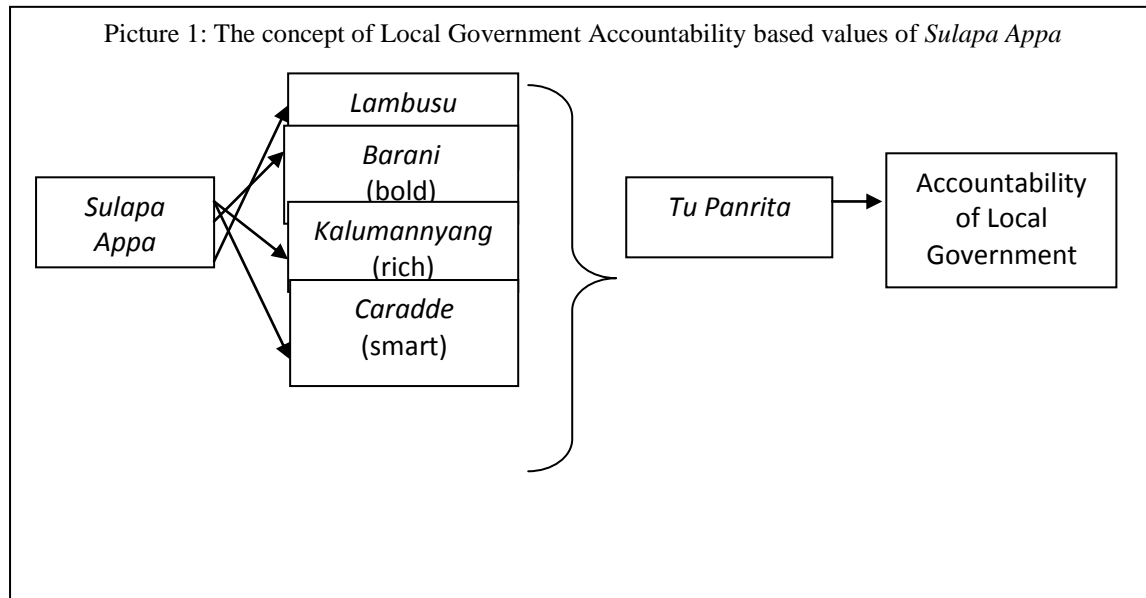 Picture 1: The concept of Local Government Accountability based values of Sulapa Appa
Sulapa
Appa
Lambusu
Barani
(bold)
Kalumannyang
(rich)
Caradde
(smart)
Tu Panrita
Accountability
of Local
Government